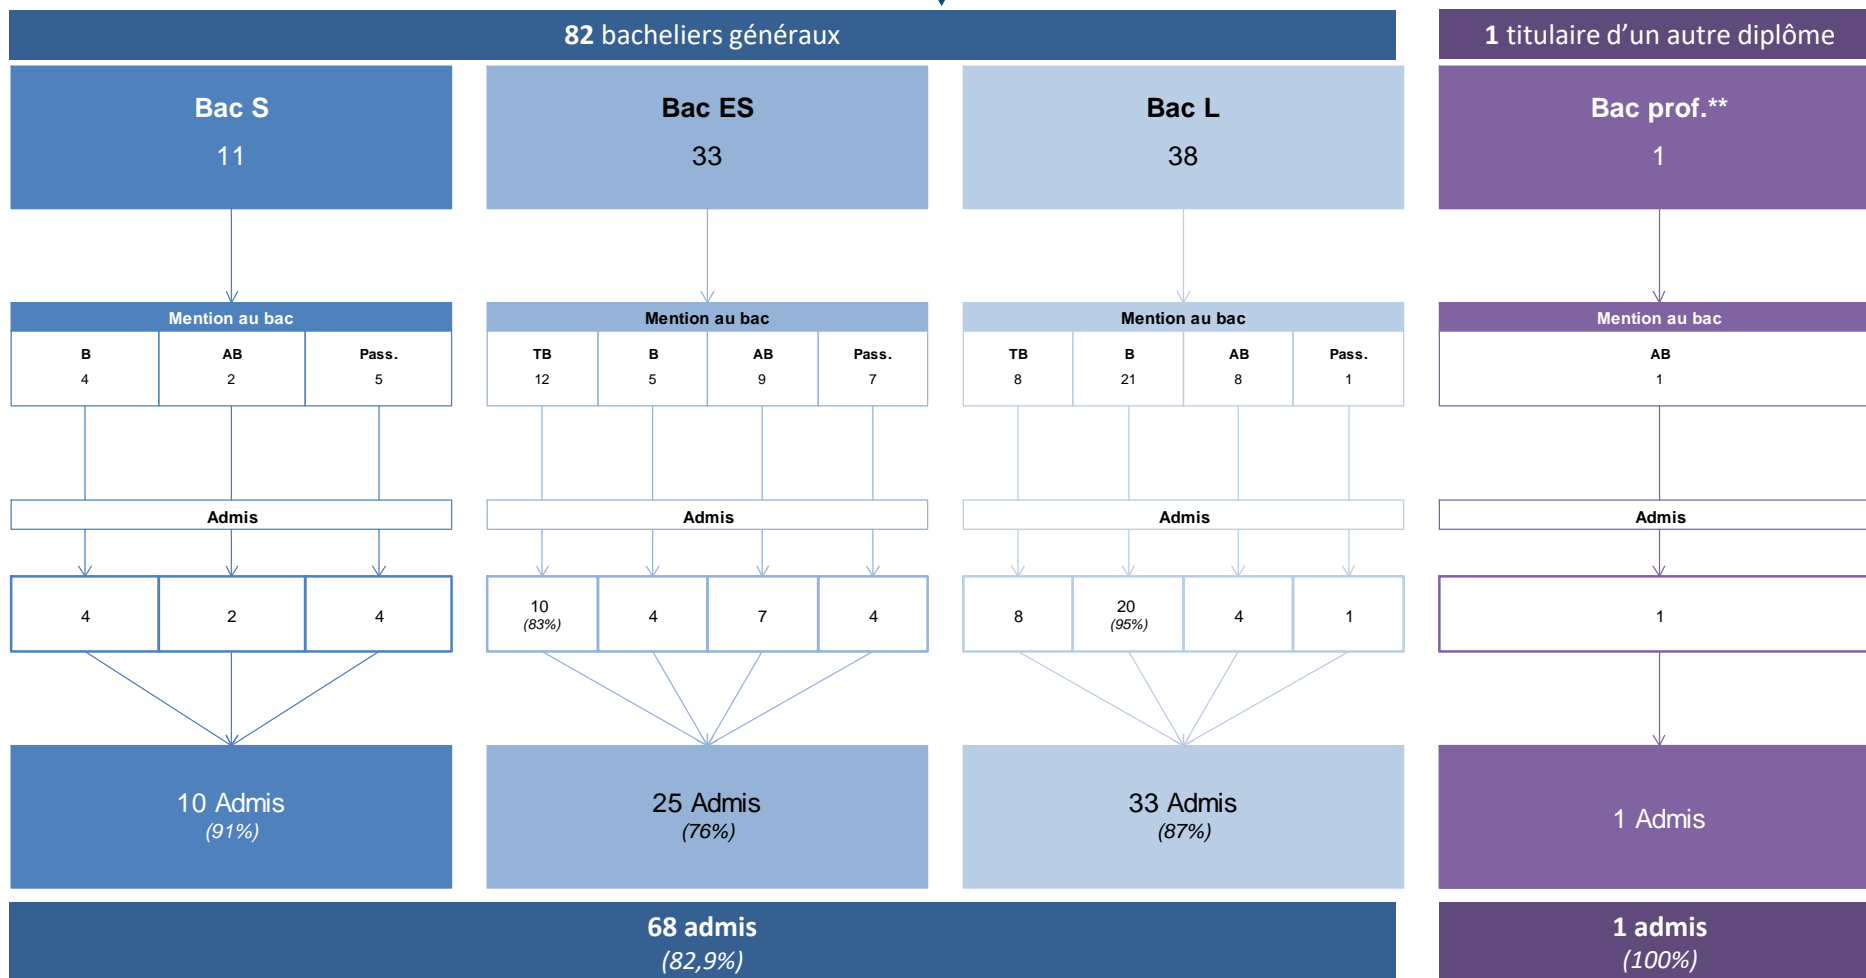 82 bacheliers généraux
1 titulaire d'un autre diplôme
Bac S
11
Bac ES
33
Bac L
38
Bac prof.**
1
Mention au bac
B AB Pass.
4 2 5
Mention au bac
TB B AB Pass.
12 5 9 7
Mention au bac
TB B AB Pass.
8 21 8 1
Mention au bac
AB
1
Admis
4 2 4
Admis
10 4 7 4
(83%)
Admis
8 20 4 1
(95%)
Admis
1
10 Admis
(91%)
25 Admis
(76%)
33 Admis
(87%)
1 Admis
68 admis
(82,9%)
1 admis
(100%)